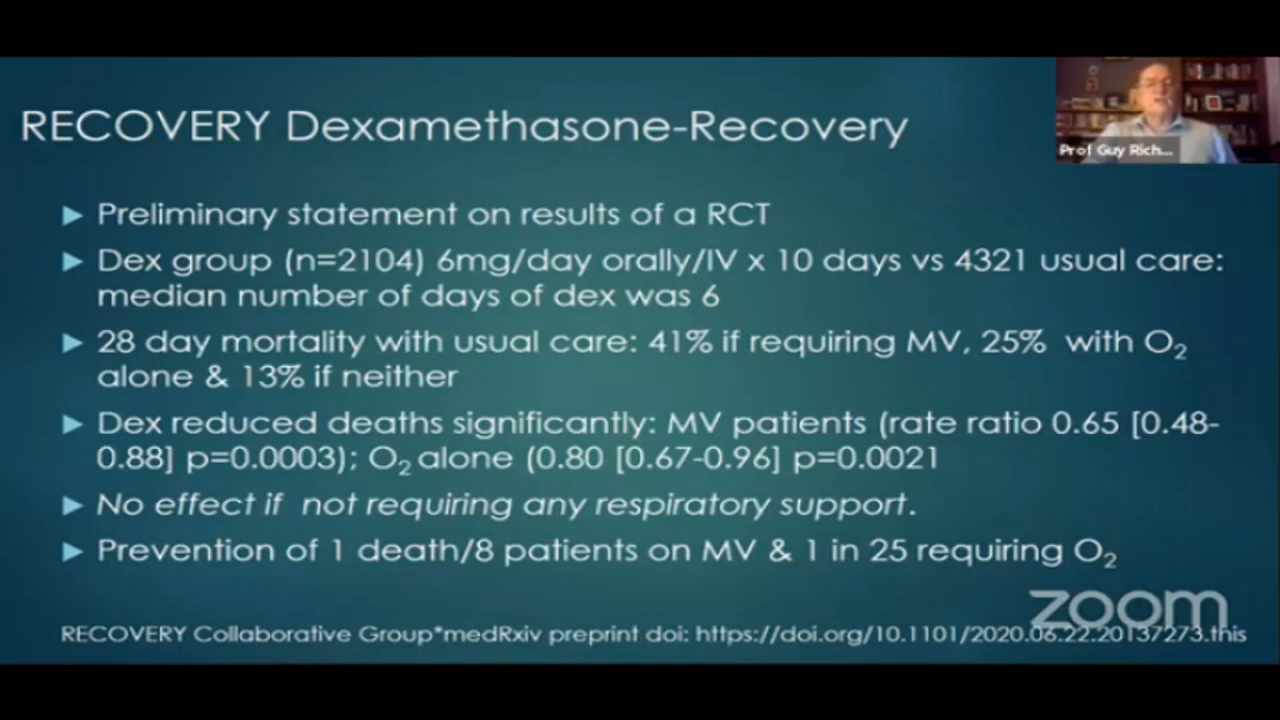 RECOVERY Dexamethasone-Recovery
Prof Guy Rich...
► Preliminary statement on results of a RCT
► Dex group (n=2104) 6mg/day orally/IV x 10 days vs 4321 usual care:
median number of days of dex was 6
► 28 day mortality with usual care: 41% if requiring MV, 25% with O₂
alone & 13% if neither
► Dex reduced deaths significantly: MV patients (rate ratio 0.65 [0.48-
0.88] p=0.0003); O₂ alone (0.80 [0.67-0.96] p=0.0021
► No effect if not requiring any respiratory support.
► Prevention of 1 death/8 patients on MV & 1 in 25 requiring O₂
zoom
RECOVERY Collaborative Group*medRxiv preprint doi: https://doi.org/10.1101/2020.06.22.20137273.this